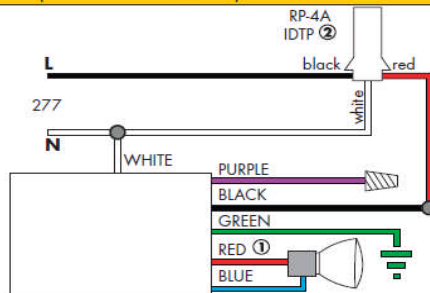 RP-4A
IDTP ②
L
black
red
277
white
N
WHITE
PURPLE
BLACK
GREEN
RED ①
BLUE